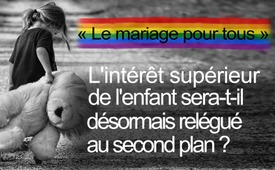 « Le mariage pour tous »
L'intérêt supérieur
de l'enfant sera-t-il
désormais relégué
au second plan ?